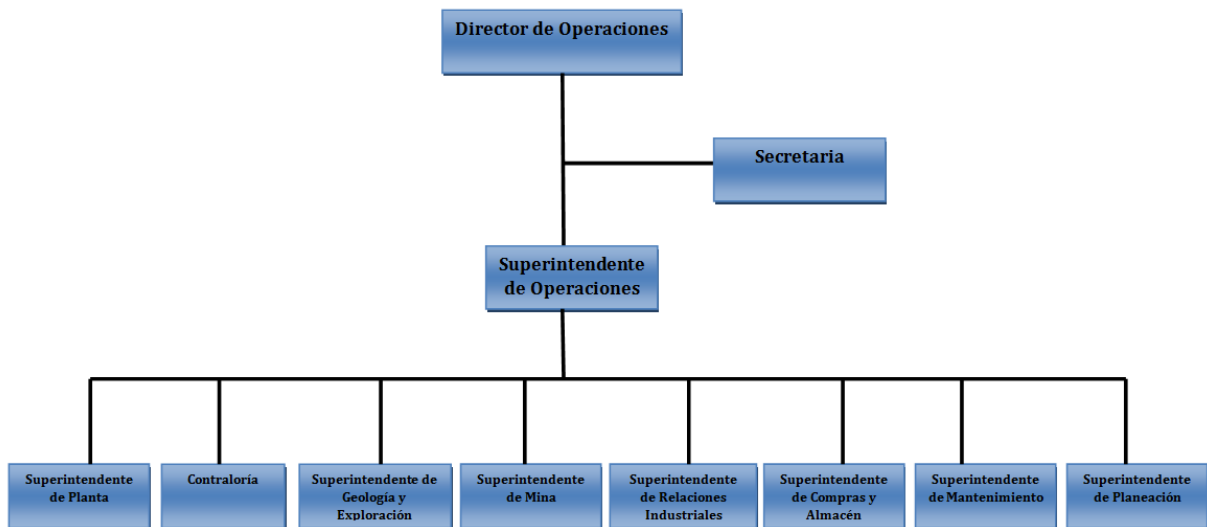 Director de Operaciones
Secretaria
Superintendente
de Operaciones
Superintendente
de Planta
Contraloría
Superintendente de
Geología y
Exploración
Superintendente
de Mina
Superintendente
de Relaciones
Industriales
Superintendente
de Compras y
Almacén
Superintendente
de Mantenimiento
Superintendente
de Planeación